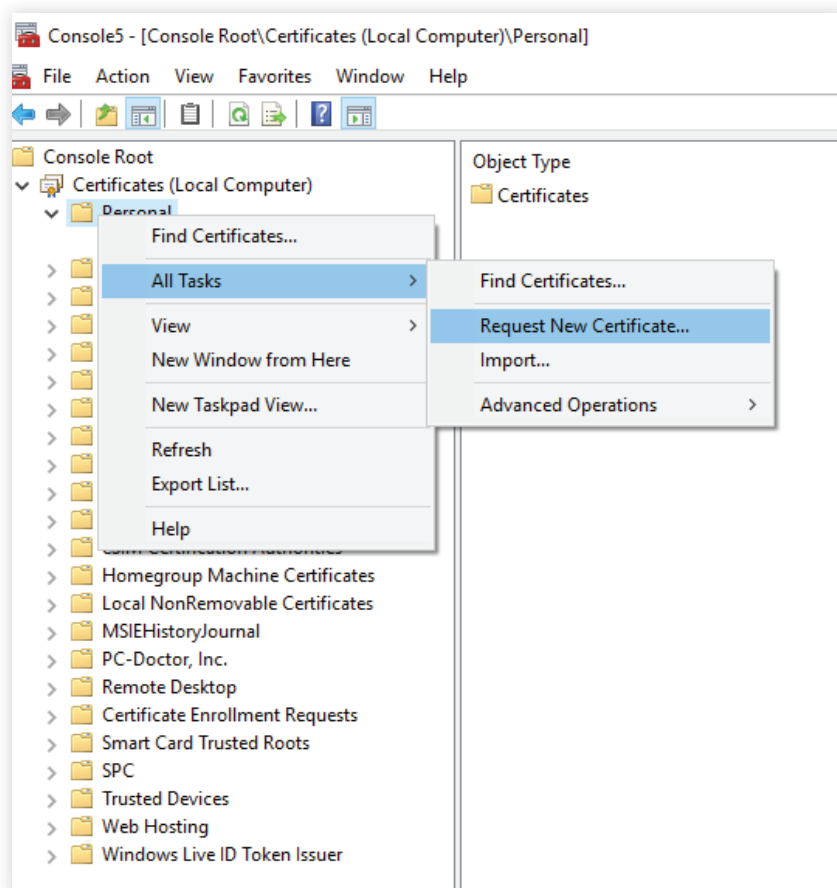 Console5 - [Console Root\Certificates (Local Computer)\Personal]
File Action View Favorites Window Help
Console Root
Certificates (Local Computer)
Personal
Object Type
Certificates
Find Certificates...
All Tasks
View
New Window from Here
New Taskpad View...
Refresh
Export List...
Help
Find Certificates...
Request New Certificate...
Import...
Advanced Operations
Homegroup Machine Certificates
Local NonRemovable Certificates
MSIEHistoryJournal
PC-Doctor, Inc.
Remote Desktop
Certificate Enrollment Requests
Smart Card Trusted Roots
SPC
Trusted Devices
Web Hosting
Windows Live ID Token Issuer